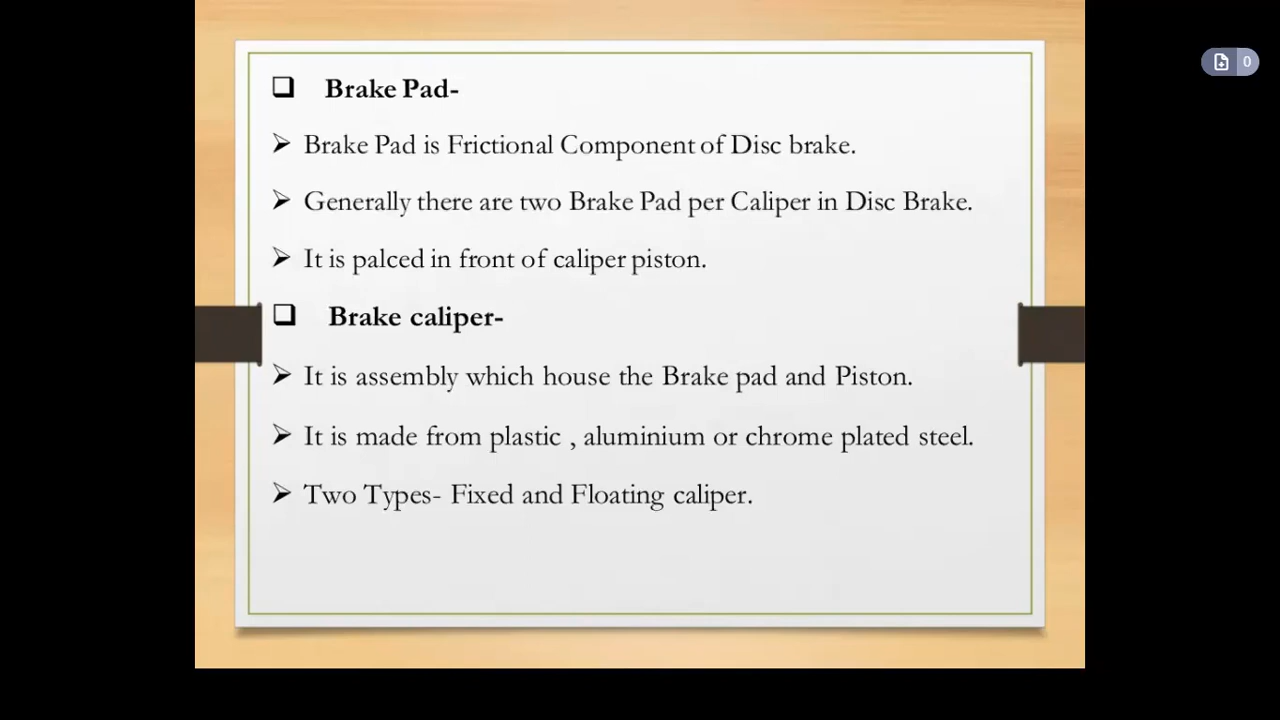 ❑ Brake Pad-
➢ Brake Pad is Frictional Component of Disc brake.
➢ Generally there are two Brake Pad per Caliper in Disc Brake.
➢ It is palced in front of caliper piston.
❑ Brake caliper-
➢ It is assembly which house the Brake pad and Piston.
➢ It is made from plastic , aluminium or chrome plated steel.
➢ Two Types- Fixed and Floating caliper.
0